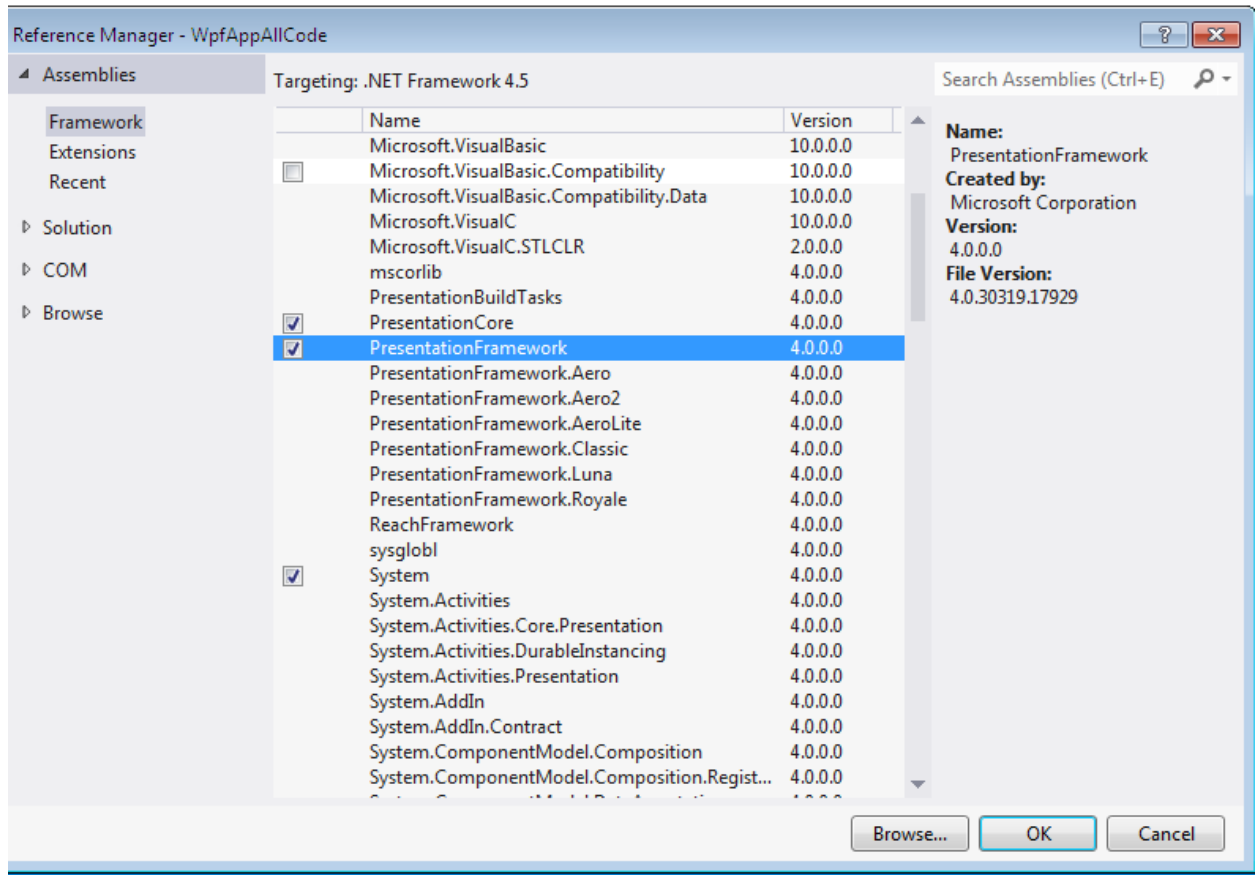 Reference Manager - WpfAppAllCode
Assemblies
Framework
Extensions
Recent
Solution
COM
Browse
Targeting: .NET Framework 4.5
Search Assemblies (Ctrl+E)
Name Version
Microsoft.VisualBasic 10.0.0.0
Microsoft.VisualBasic.Compatibility 10.0.0.0
Microsoft.VisualBasic.Compatibility.Data 10.0.0.0
Microsoft.VisualC 10.0.0.0
Microsoft.VisualC.STLCLR 2.0.0.0
mscorlib 4.0.0.0
PresentationBuildTasks 4.0.0.0
PresentationCore 4.0.0.0
PresentationFramework 4.0.0.0
PresentationFramework.Aero 4.0.0.0
PresentationFramework.Aero2 4.0.0.0
PresentationFramework.AeroLite 4.0.0.0
PresentationFramework.Classic 4.0.0.0
PresentationFramework.Luna 4.0.0.0
PresentationFramework.Royale 4.0.0.0
ReachFramework 4.0.0.0
sysglobl 4.0.0.0
System 4.0.0.0
System.Activities 4.0.0.0
System.Activities.Core.Presentation 4.0.0.0
System.Activities.DurableInstancing 4.0.0.0
System.Activities.Presentation 4.0.0.0
System.AddIn 4.0.0.0
System.AddIn.Contract 4.0.0.0
System.ComponentModel.Composition 4.0.0.0
System.ComponentModel.Composition.Regist... 4.0.0.0
Name:
PresentationFramework
Created by:
Microsoft Corporation
Version:
4.0.0.0
File Version:
4.0.30319.17929
Browse... OK Cancel